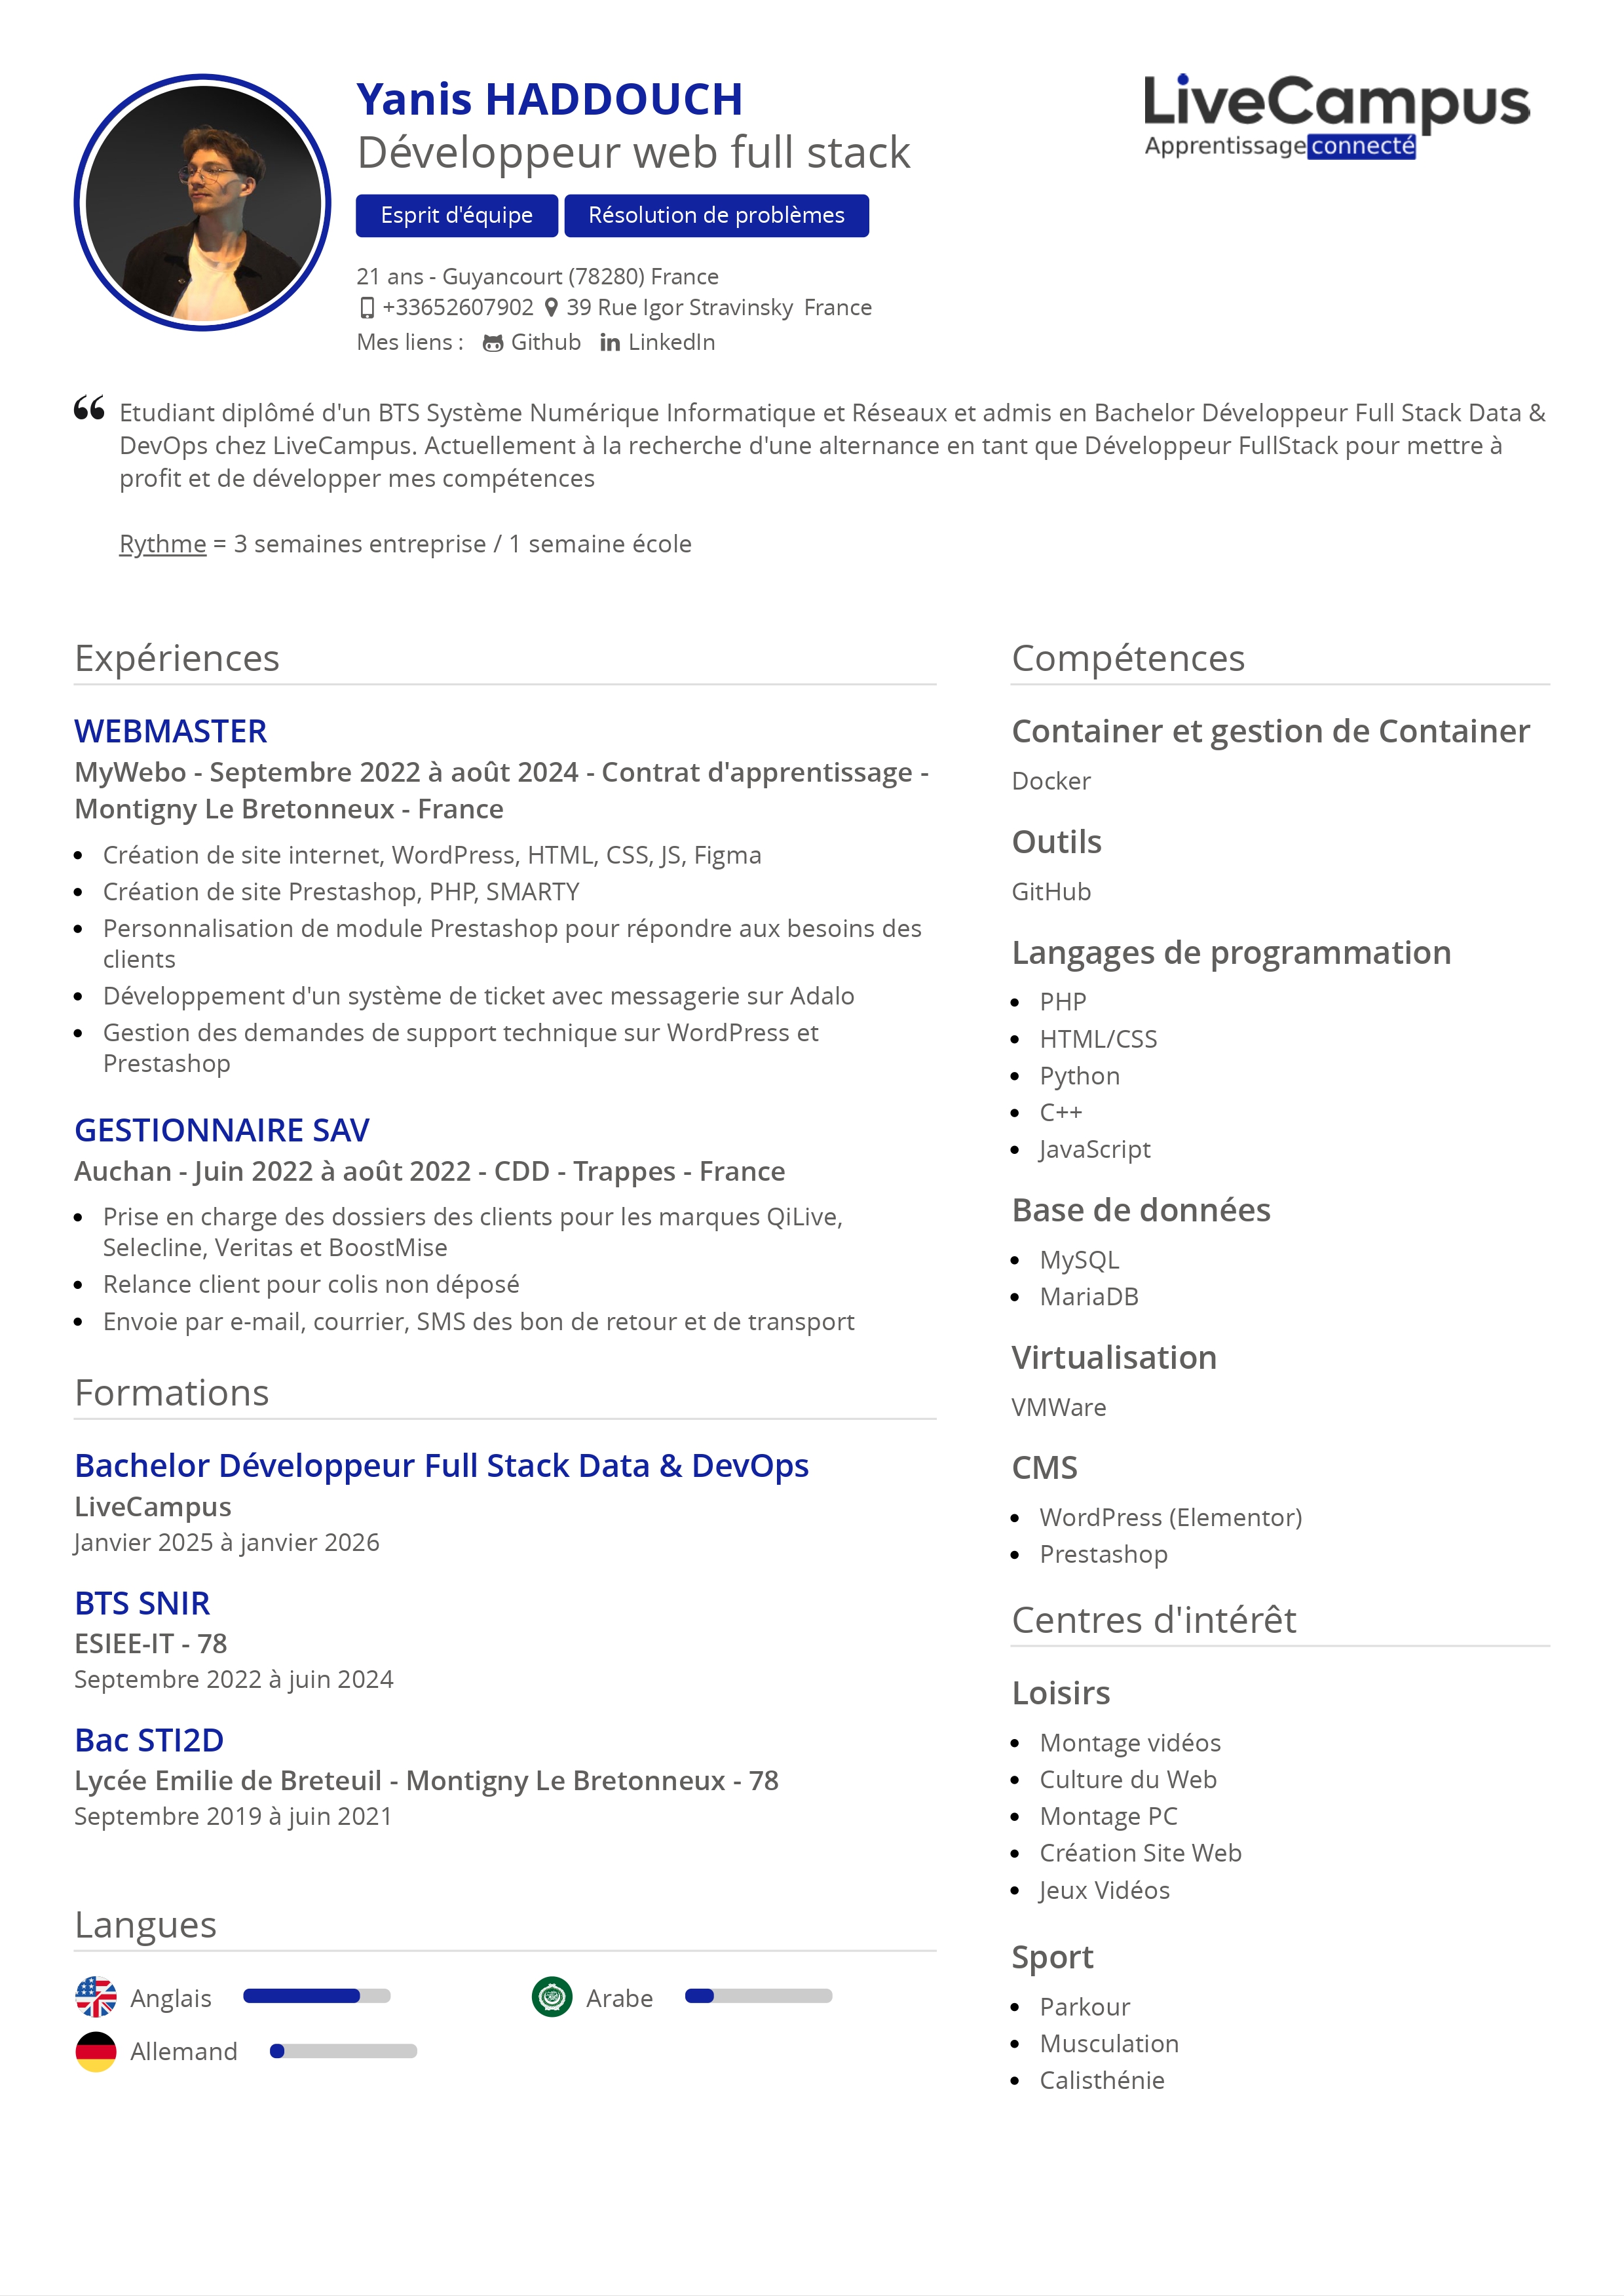 Yanis HADDOUCH
Développeur web full stack
Esprit d'équipe
Résolution de problèmes
21 ans - Guyancourt (78280) France
+33652607902 39 Rue Igor Stravinsky France
Mes liens : Github LinkedIn
LiveCampus
Apprentissage connecté
Etudiant diplômé d'un BTS Système Numérique Informatique et Réseaux et admis en Bachelor Développeur Full Stack Data &
DevOps chez LiveCampus. Actuellement à la recherche d'une alternance en tant que Développeur FullStack pour mettre à
profit et de développer mes compétences
Rythme = 3 semaines entreprise / 1 semaine école
Expériences
WEBMASTER
MyWebo - Septembre 2022 à août 2024 - Contrat d'apprentissage -
Montigny Le Bretonneux - France
• Création de site internet, WordPress, HTML, CSS, JS, Figma
• Création de site Prestashop, PHP, SMARTY
• Personnalisation de module Prestashop pour répondre aux besoins des
clients
• Développement d'un système de ticket avec messagerie sur Adalo
• Gestion des demandes de support technique sur WordPress et
Prestashop
GESTIONNAIRE SAV
Auchan - Juin 2022 à août 2022 - CDD - Trappes - France
• Prise en charge des dossiers des clients pour les marques QiLive,
Selecline, Veritas et BoostMise
• Relance client pour colis non déposé
• Envoie par e-mail, courrier, SMS des bon de retour et de transport
Formations
Bachelor Développeur Full Stack Data & DevOps
LiveCampus
Janvier 2025 à janvier 2026
BTS SNIR
ESIEE-IT - 78
Septembre 2022 à juin 2024
Bac STI2D
Lycée Emilie de Breteuil - Montigny Le Bretonneux - 78
Septembre 2019 à juin 2021
Langues
Anglais
Arabe
Allemand
Compétences
Container et gestion de Container
Docker
Outils
GitHub
Langages de programmation
• PHP
• HTML/CSS
• Python
• C++
• JavaScript
Base de données
• MySQL
• MariaDB
Virtualisation
VMWare
CMS
• WordPress (Elementor)
• Prestashop
Centres d'intérêt
Loisirs
• Montage vidéos
• Culture du Web
• Montage PC
• Création Site Web
• Jeux Vidéos
Sport
• Parkour
• Musculation
• Calisthénie